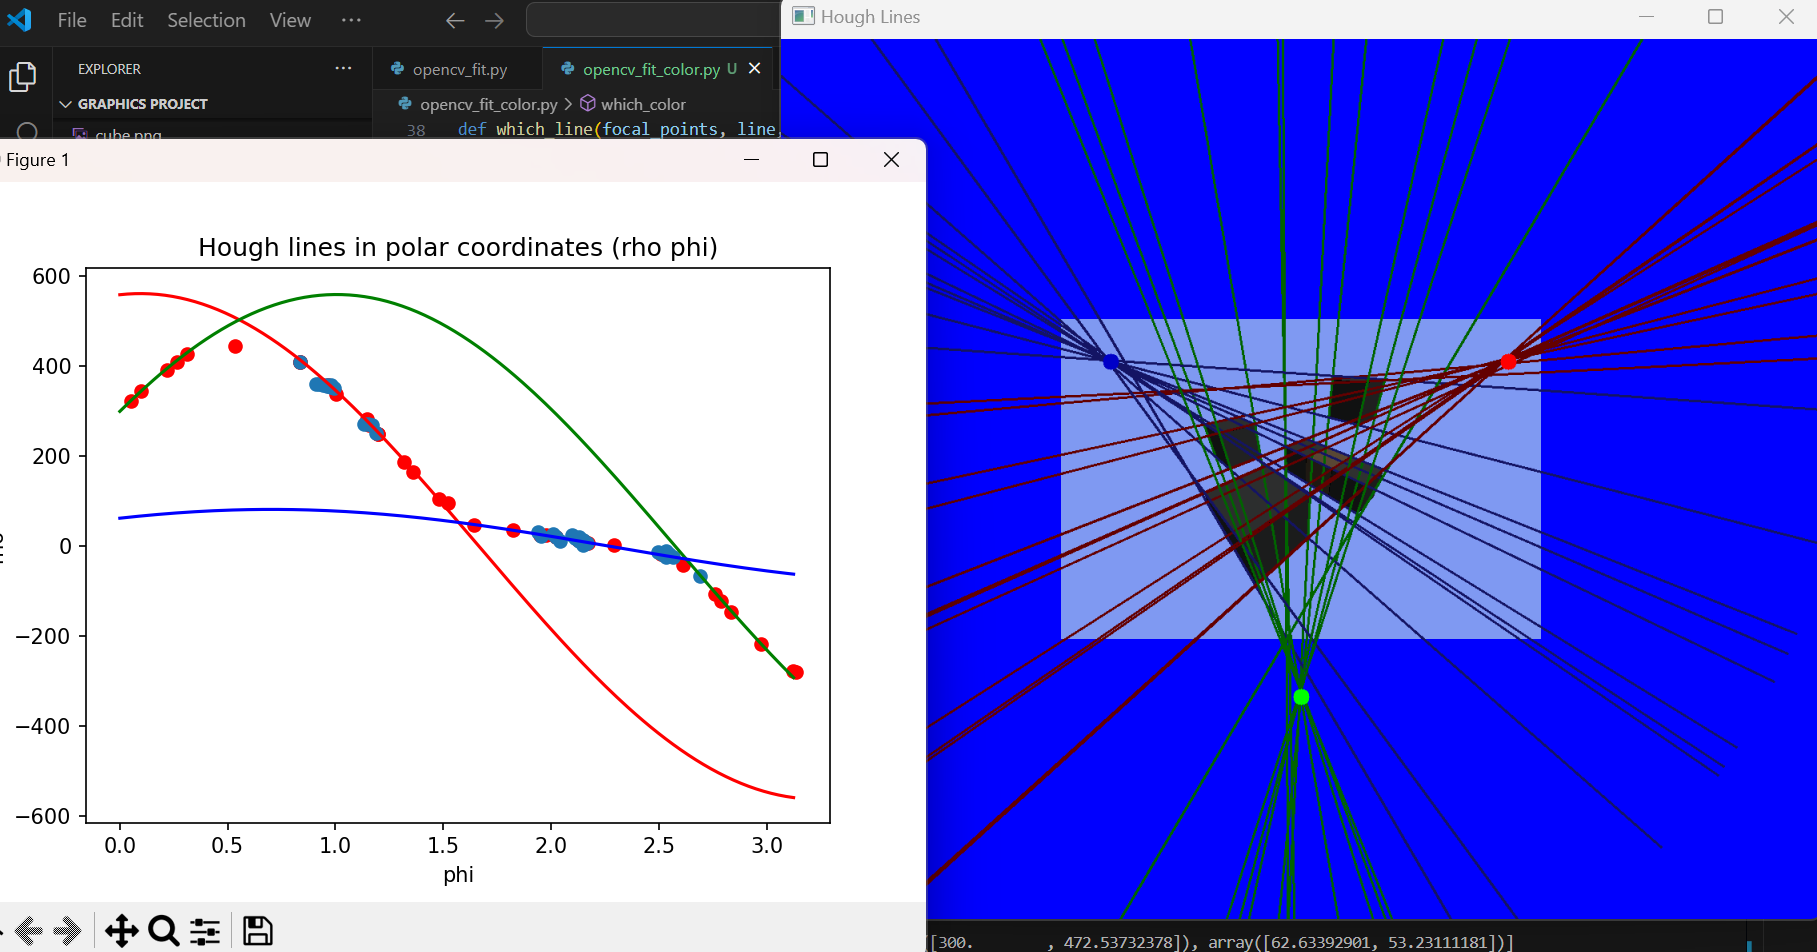 File Edit Selection View ···
Hough Lines
EXPLORER ···
opencv_fit.py
opencv_fit_color.py U
GRAPHICS PROJECT
opencv_fit_color.py > which_color
cube.png
38 def which_line(focal_points, line,
Figure 1
Hough lines in polar coordinates (rho phi)
600
400
200
0
−200
−400
−600
0.0 0.5 1.0 1.5 2.0 2.5 3.0
phi
[300. , 472.53732378]), array([62.63392901, 53.23111181])]